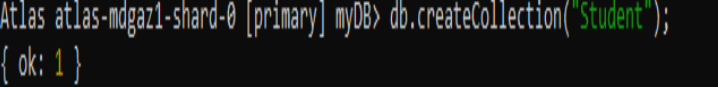 Atlas atlas-mdgaz1-shard-0 [primary] myDB> db.createCollection("Student");
{ ok: 1 }